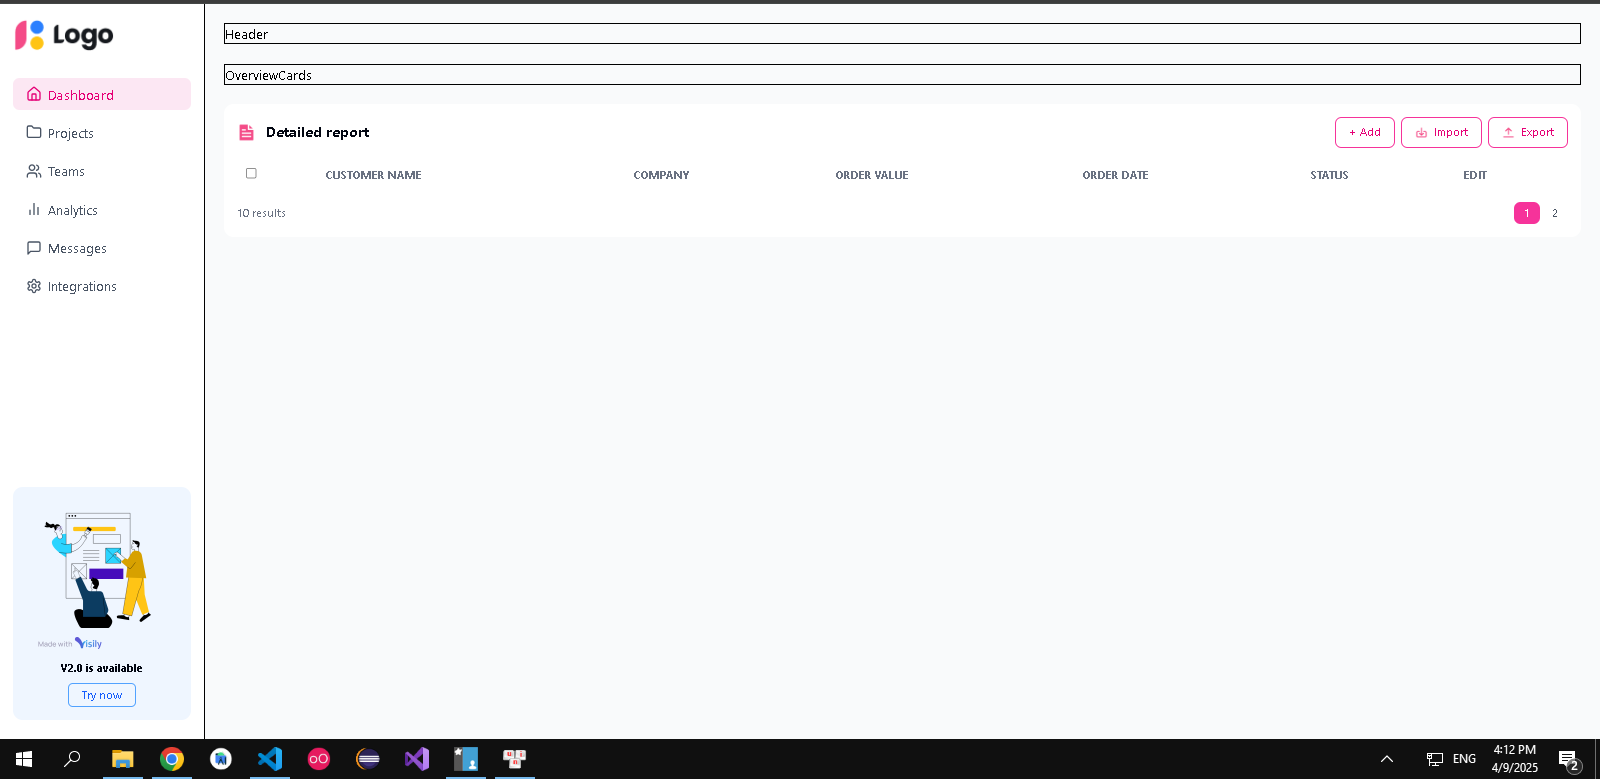 Logo
Dashboard
Projects
Teams
Analytics
Messages
Integrations
Made with Visily
V2.0 is available
Try now
Header
OverviewCards
Detailed report
+ Add
Import
Export
CUSTOMER NAME COMPANY ORDER VALUE ORDER DATE STATUS EDIT
10 results
1 2
ENG
4:12 PM
4/9/2025
2